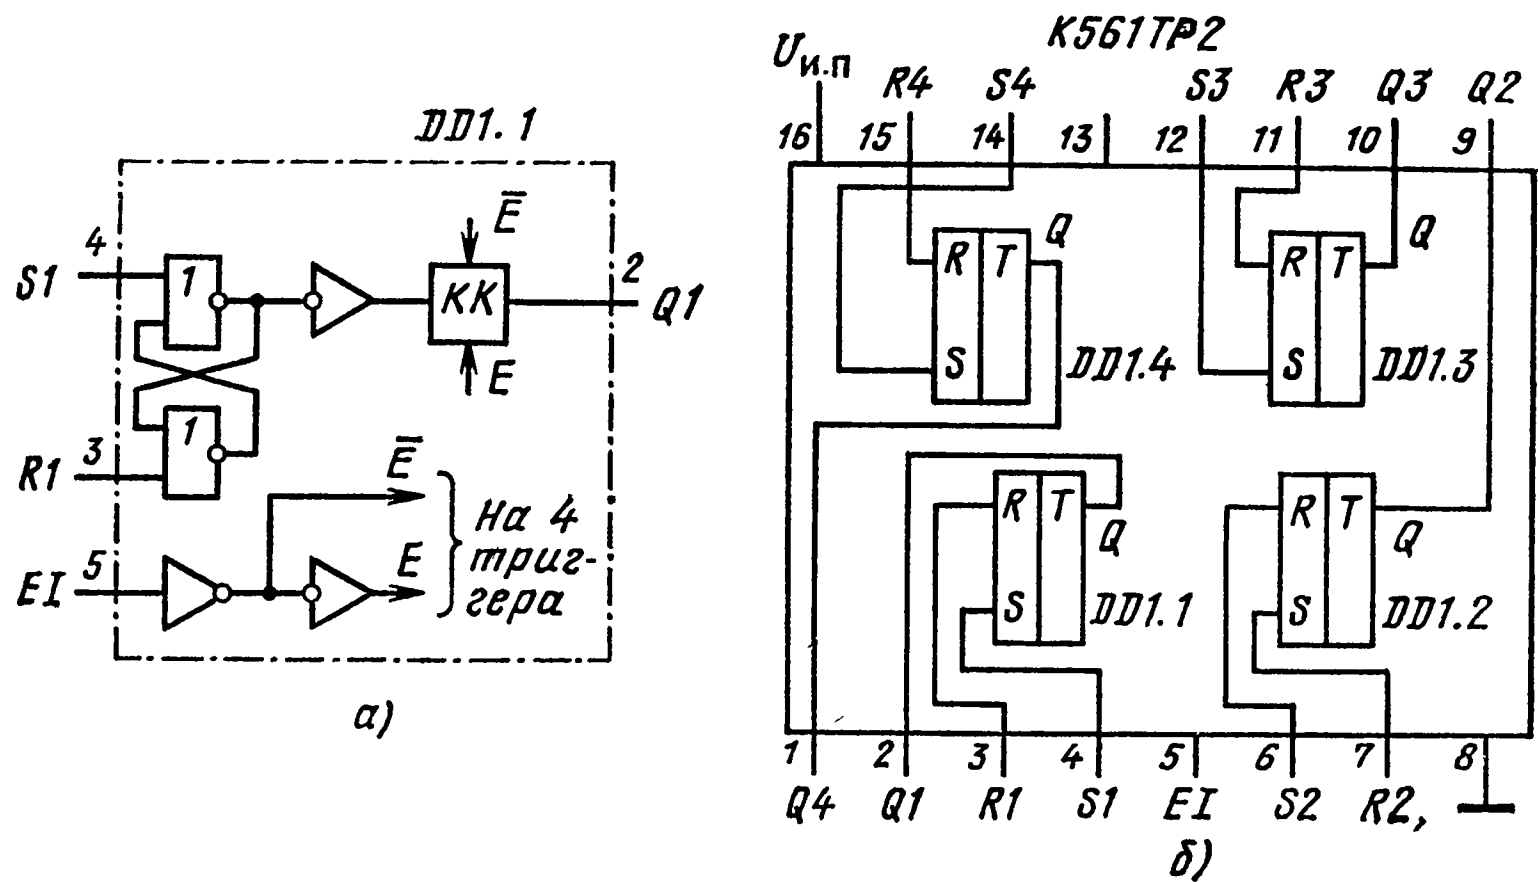 DD1.1
E̅
4
S1
1
КК
2
Q1
E
3
R1
1
E̅
E
На 4
триг-
гера
5
EI
а)
К561ТР2
Uи.п
R4
S4
S3
R3
Q3
Q2
16
15
14
13
12
11
10
9
R T Q
S
DD1.4
R T Q
S
DD1.3
R T Q
S
DD1.1
R T Q
S
DD1.2
1
2
3
4
5
6
7
8
Q4
Q1
R1
S1
EI
S2
R2,
б)